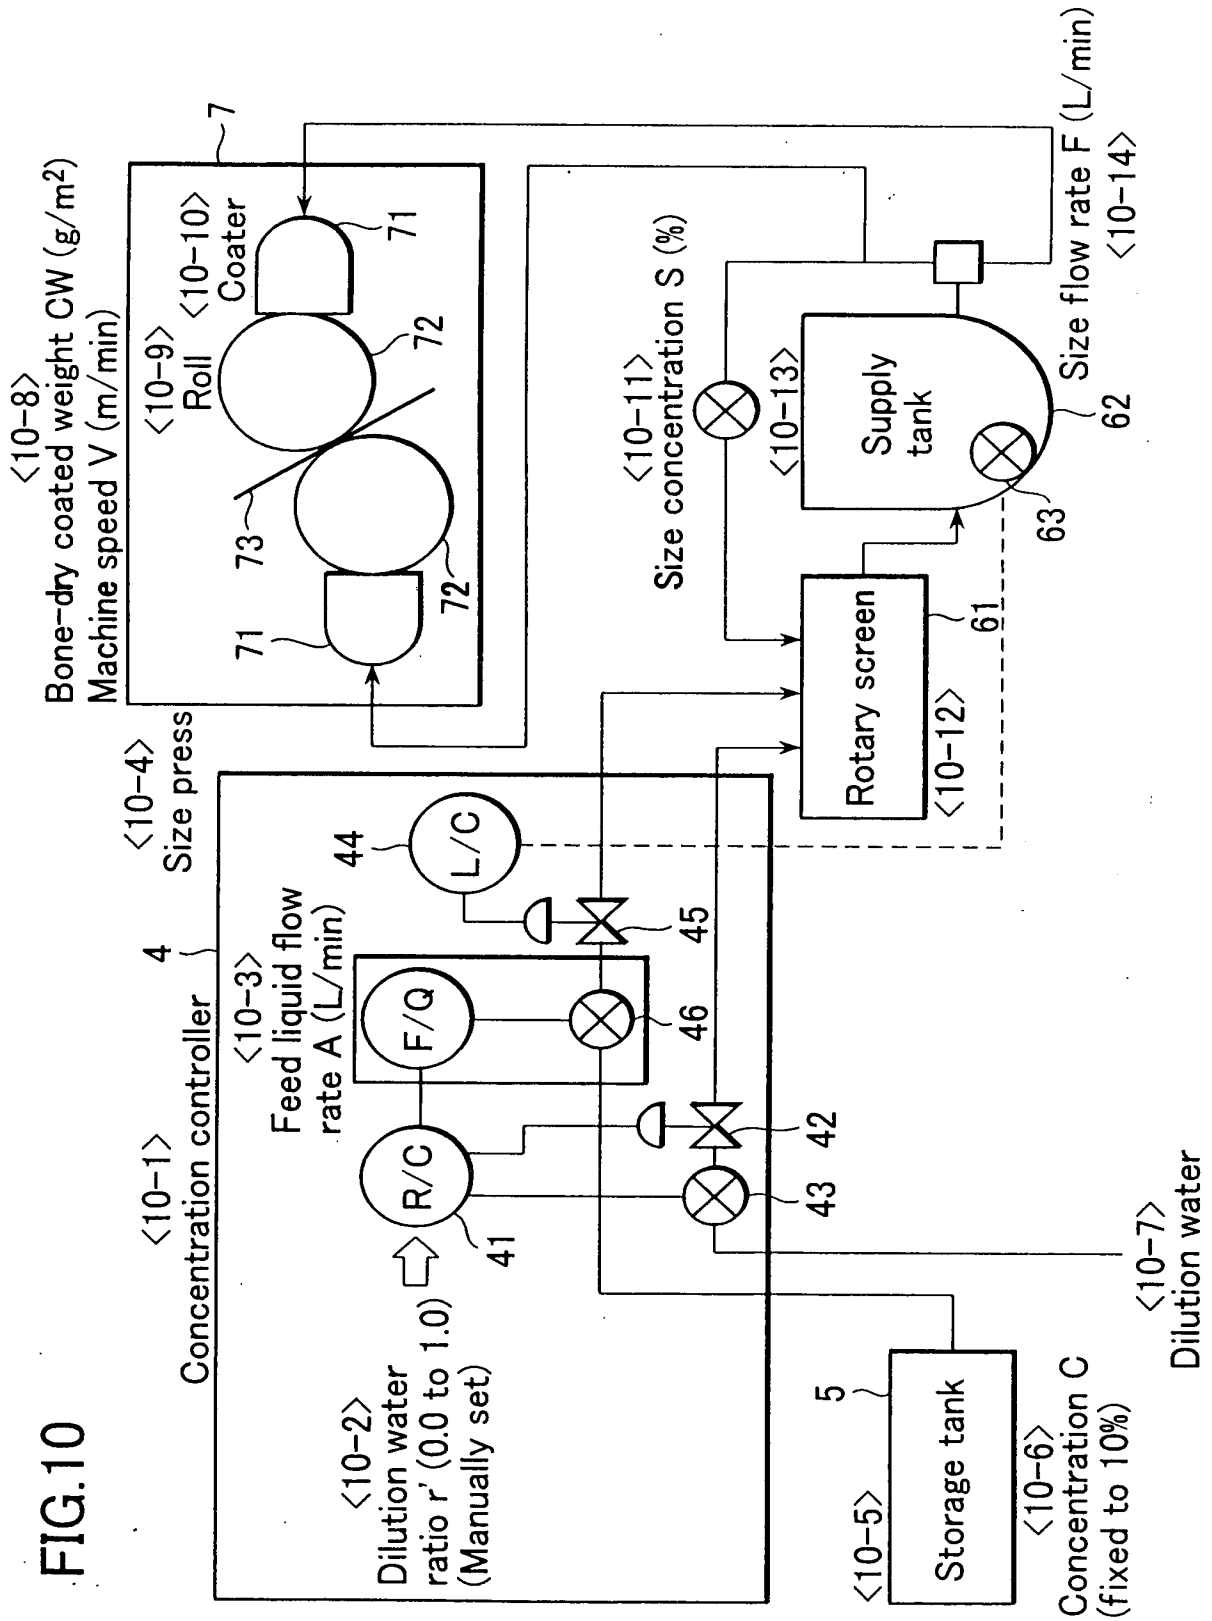 FIG.10
<10-1>
Concentration controller
4
<10-2>
Dilution water
ratio r' (0.0 to 1.0)
(Manually set)
<10-3>
Feed liquid flow
rate A (L/min)
R/C
41
F/Q
46
L/C
44
45
42
43
<10-4>
Size press
<10-8>
Bone-dry coated weight CW (g/m2)
Machine speed V (m/min)
7
<10-9>
Roll
<10-10>
Coater
71
72
73
72
71
<10-5>
Storage tank
5
<10-6>
Concentration C
(fixed to 10%)
<10-7>
Dilution water
<10-11>
Size concentration S (%)
Rotary screen
<10-12>
61
<10-13>
Supply
tank
62
63
Size flow rate F (L/min)
<10-14>